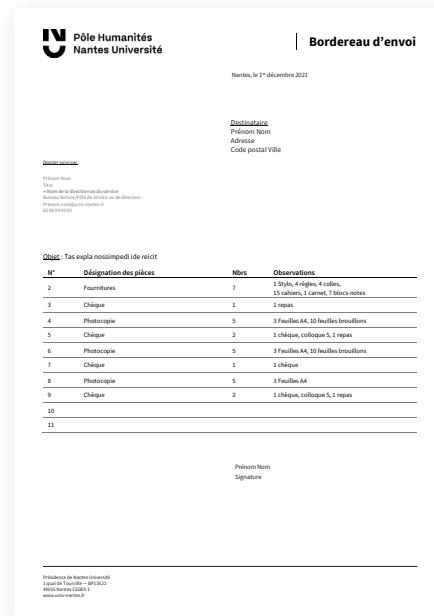 Pôle Humanités
Nantes Université
Bordereau d’envoi
Nantes, le 1er décembre 2021
Destinataire
Prénom Nom
Adresse
Code postal Ville
Dossier suivi par :
Prénom Nom
Titre
→ Nom de la direction ou du service
Bureau/Service/Pôle de service ou de direction
Prenom.nom@univ-nantes.fr
02 00 00 00 00
Objet : Tas expla nossimpedi ide reicit
N° Désignation des pièces Nbrs Observations
2 Fournitures 7 1 Stylo, 4 règles, 4 colles,
15 cahiers, 1 carnet, 7 blocs-notes
3 Chèque 1 1 repas
4 Photocopie 5 3 Feuilles A4, 10 feuilles brouillons
5 Chèque 2 1 chèque, colloque 5, 1 repas
6 Photocopie 5 3 Feuilles A4, 10 feuilles brouillons
7 Chèque 1 1 chèque
8 Photocopie 5 3 Feuilles A4
9 Chèque 2 1 chèque, colloque 5, 1 repas
10
11
Prénom Nom
Signature
Présidence de Nantes Université
1 quai de Tourville — BP13522
44035 Nantes CEDEX 1
www.univ-nantes.fr